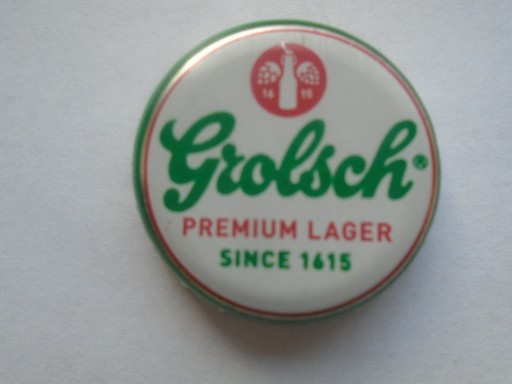 16 15
Grolsch®
PREMIUM LAGER
SINCE 1615